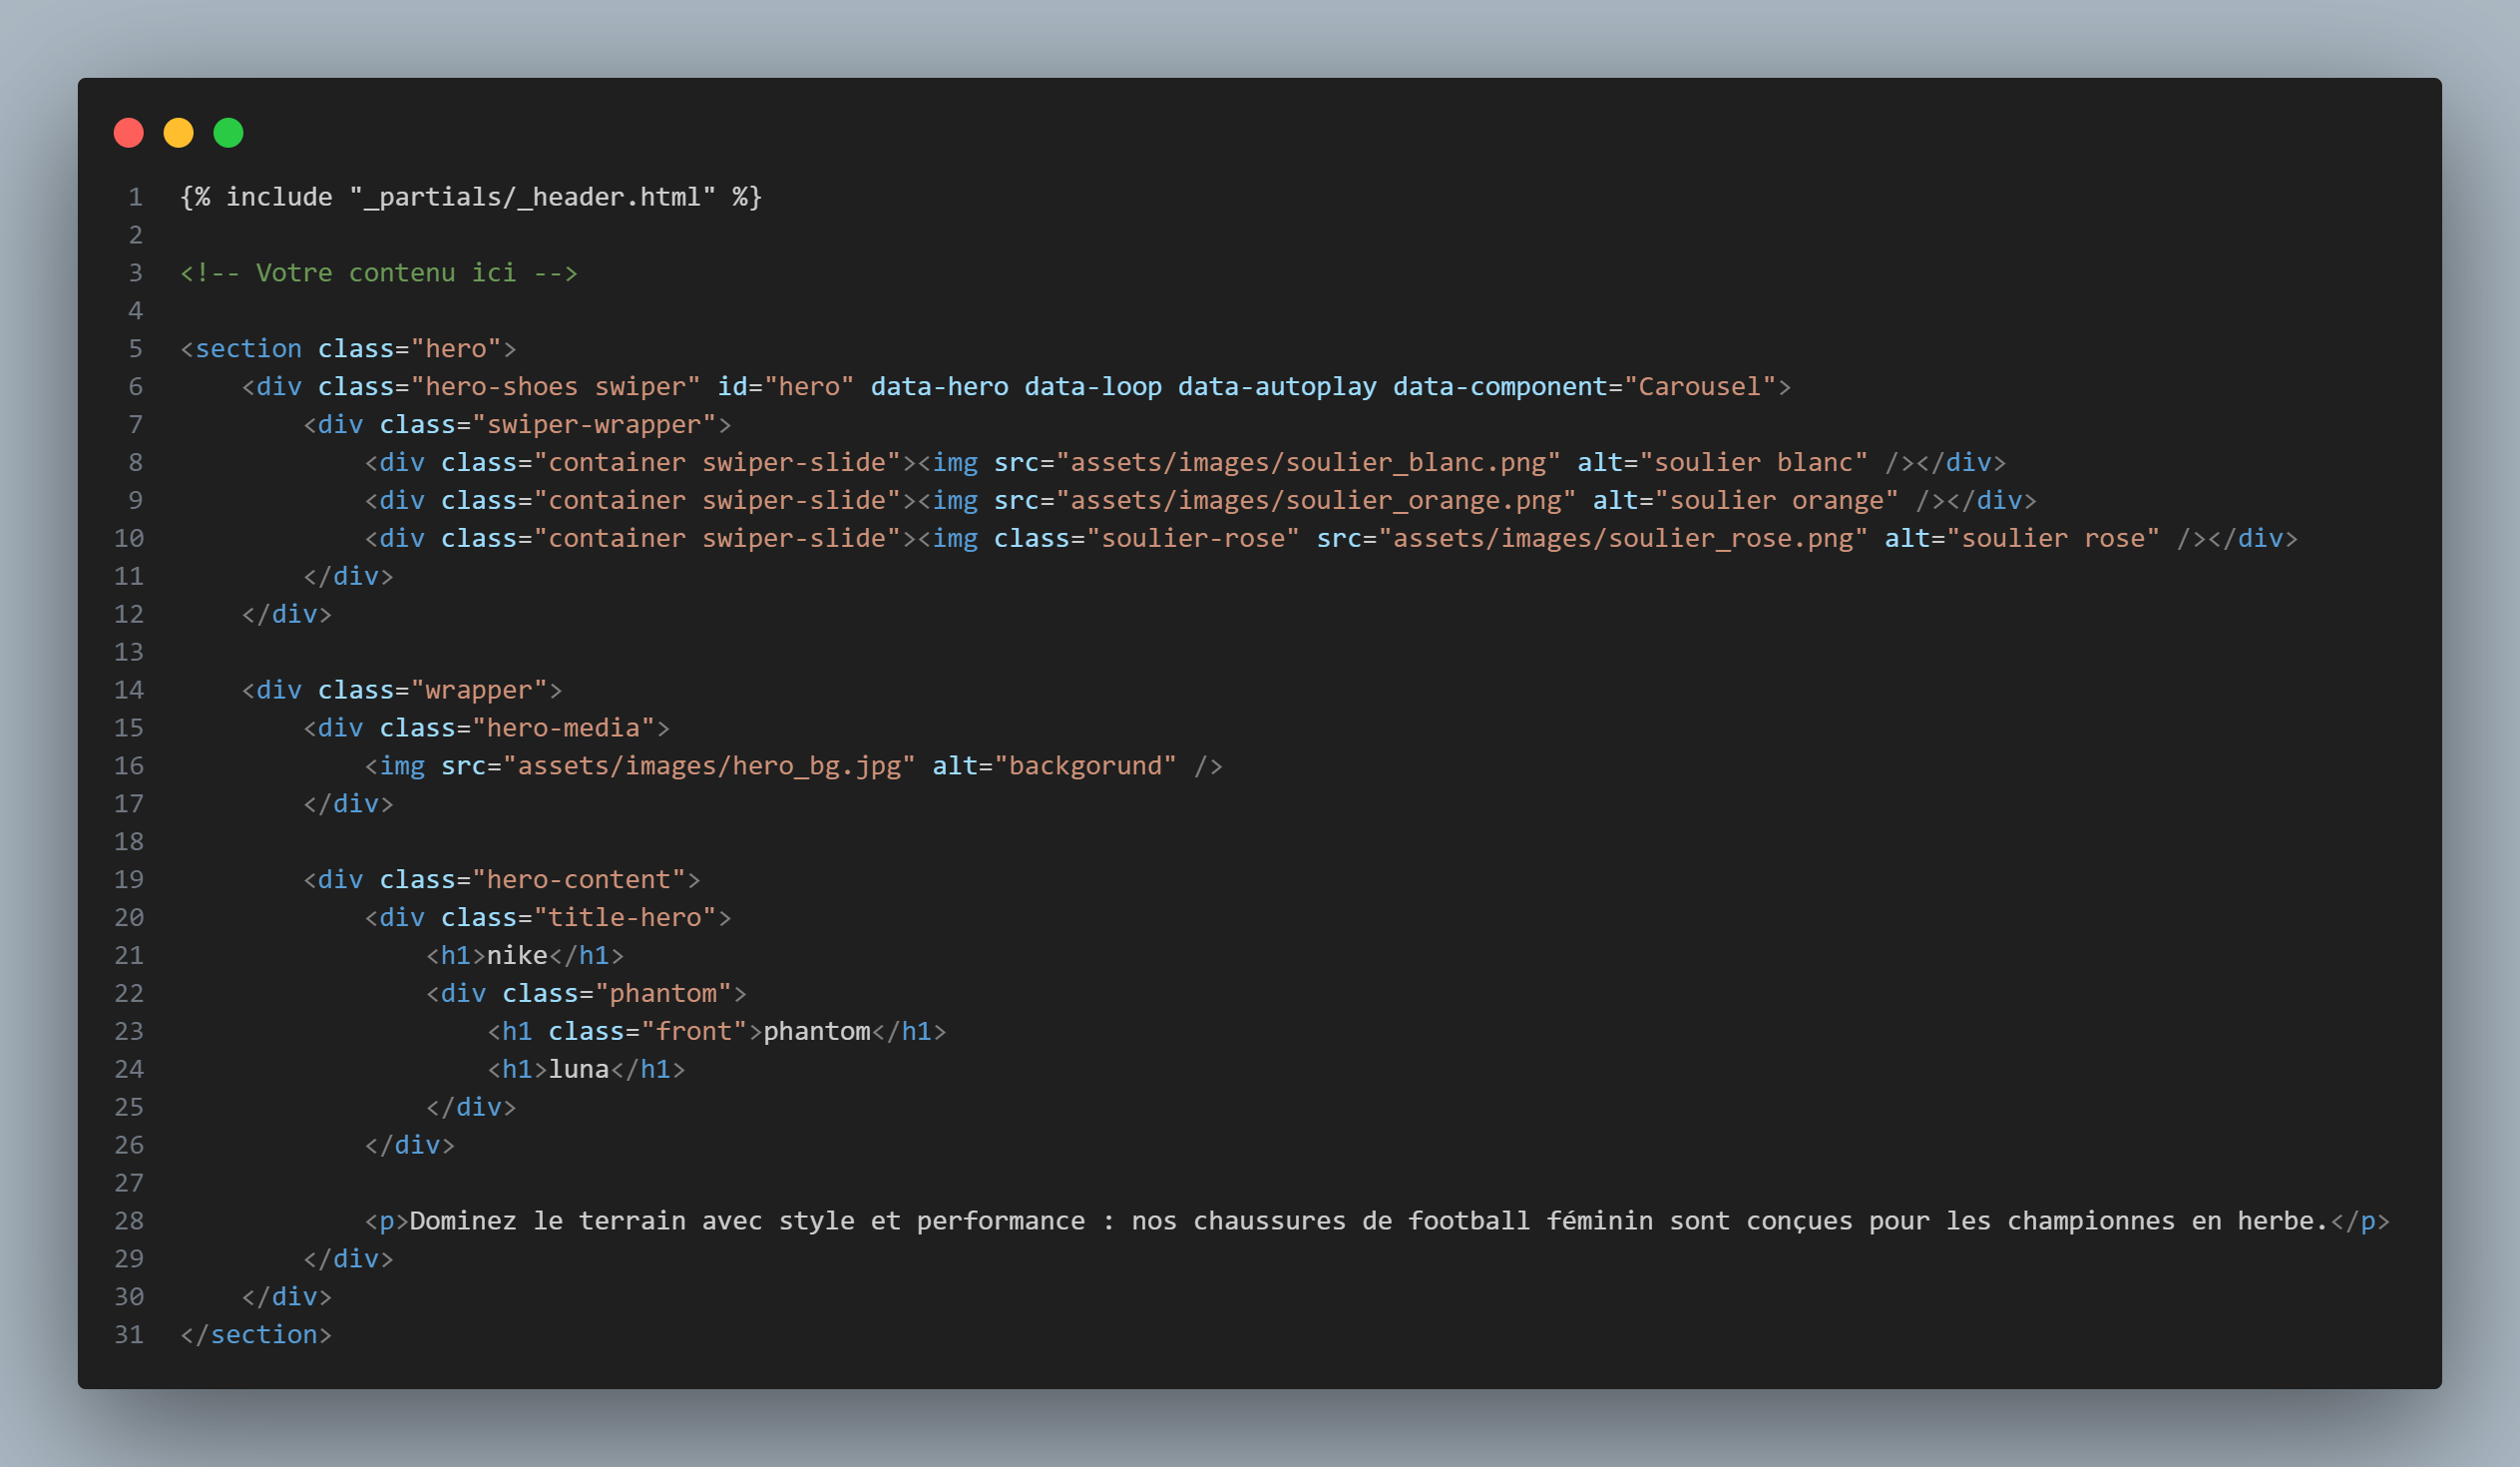 1 {% include "_partials/_header.html" %}
2
3 <!-- Votre contenu ici -->
4
5 <section class="hero">
6     <div class="hero-shoes swiper" id="hero" data-hero data-loop data-autoplay data-component="Carousel">
7         <div class="swiper-wrapper">
8             <div class="container swiper-slide"><img src="assets/images/soulier_blanc.png" alt="soulier blanc" /></div>
9             <div class="container swiper-slide"><img src="assets/images/soulier_orange.png" alt="soulier orange" /></div>
10             <div class="container swiper-slide"><img class="soulier-rose" src="assets/images/soulier_rose.png" alt="soulier rose" /></div>
11         </div>
12     </div>
13
14     <div class="wrapper">
15         <div class="hero-media">
16             <img src="assets/images/hero_bg.jpg" alt="backgorund" />
17         </div>
18
19         <div class="hero-content">
20             <div class="title-hero">
21                 <h1>nike</h1>
22                 <div class="phantom">
23                     <h1 class="front">phantom</h1>
24                     <h1>luna</h1>
25                 </div>
26             </div>
27
28             <p>Dominez le terrain avec style et performance : nos chaussures de football féminin sont conçues pour les championnes en herbe.</p>
29         </div>
30     </div>
31 </section>